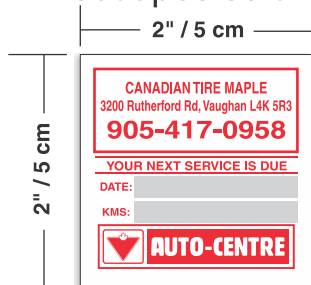 2" / 5 cm
2" / 5 cm
CANADIAN TIRE MAPLE
3200 Rutherford Rd, Vaughan L4K 5R3
905-417-0958
YOUR NEXT SERVICE IS DUE
DATE:
KMS:
AUTO-CENTRE